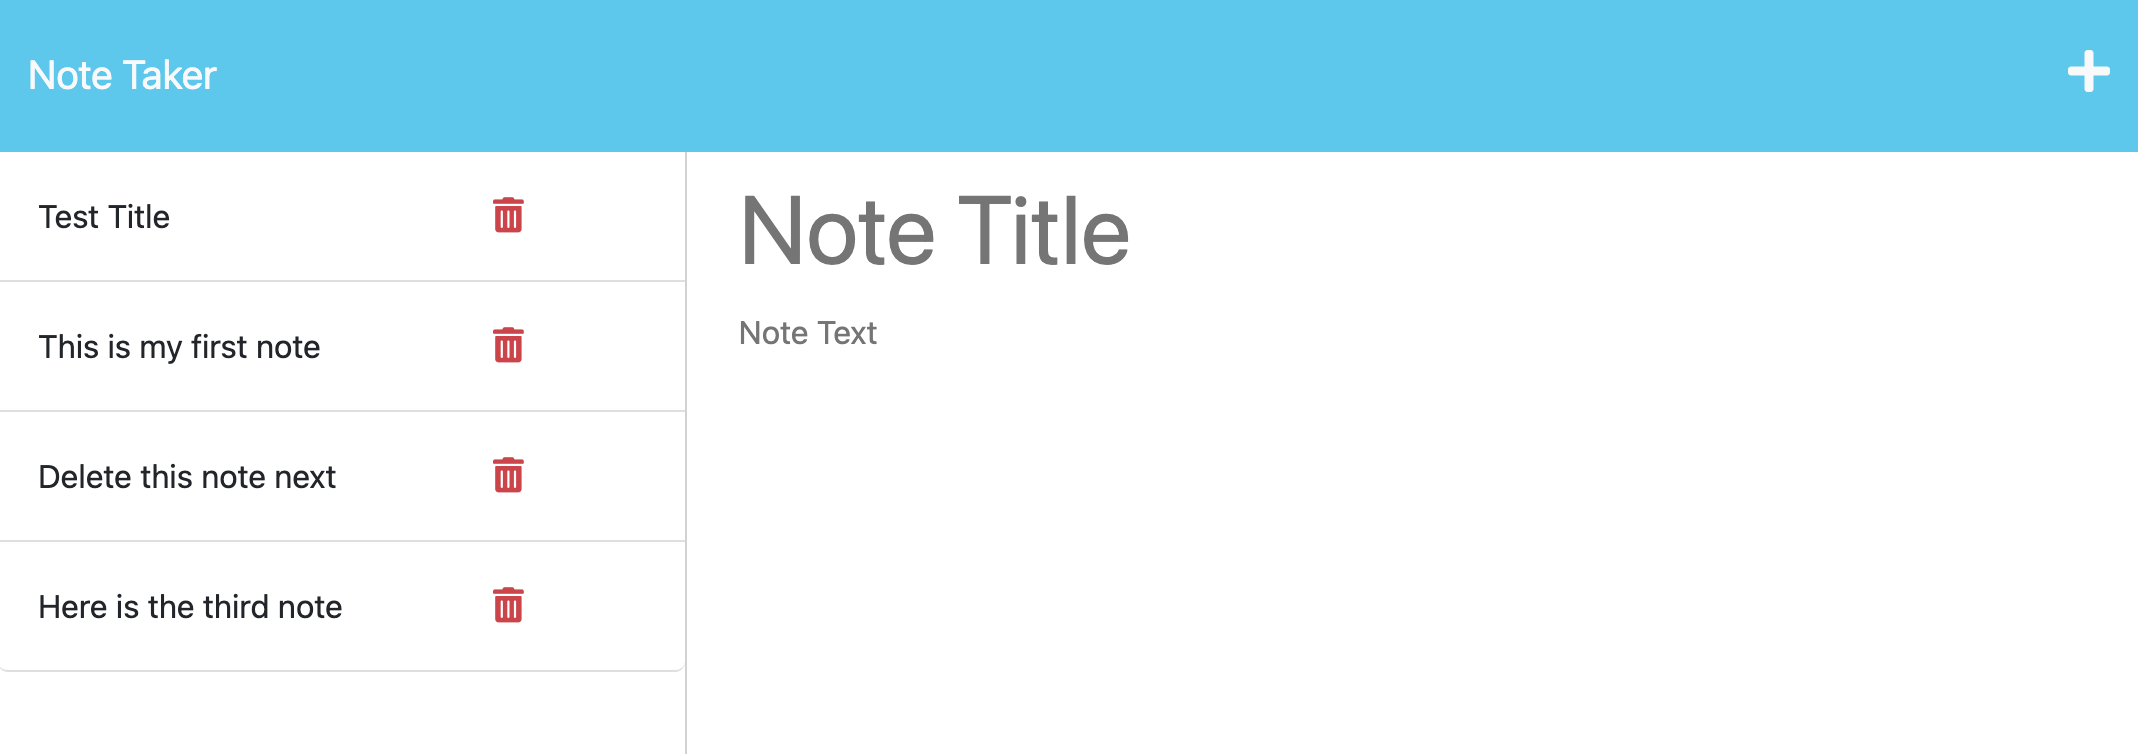 Note Taker
Test Title
This is my first note
Delete this note next
Here is the third note
Note Title
Note Text